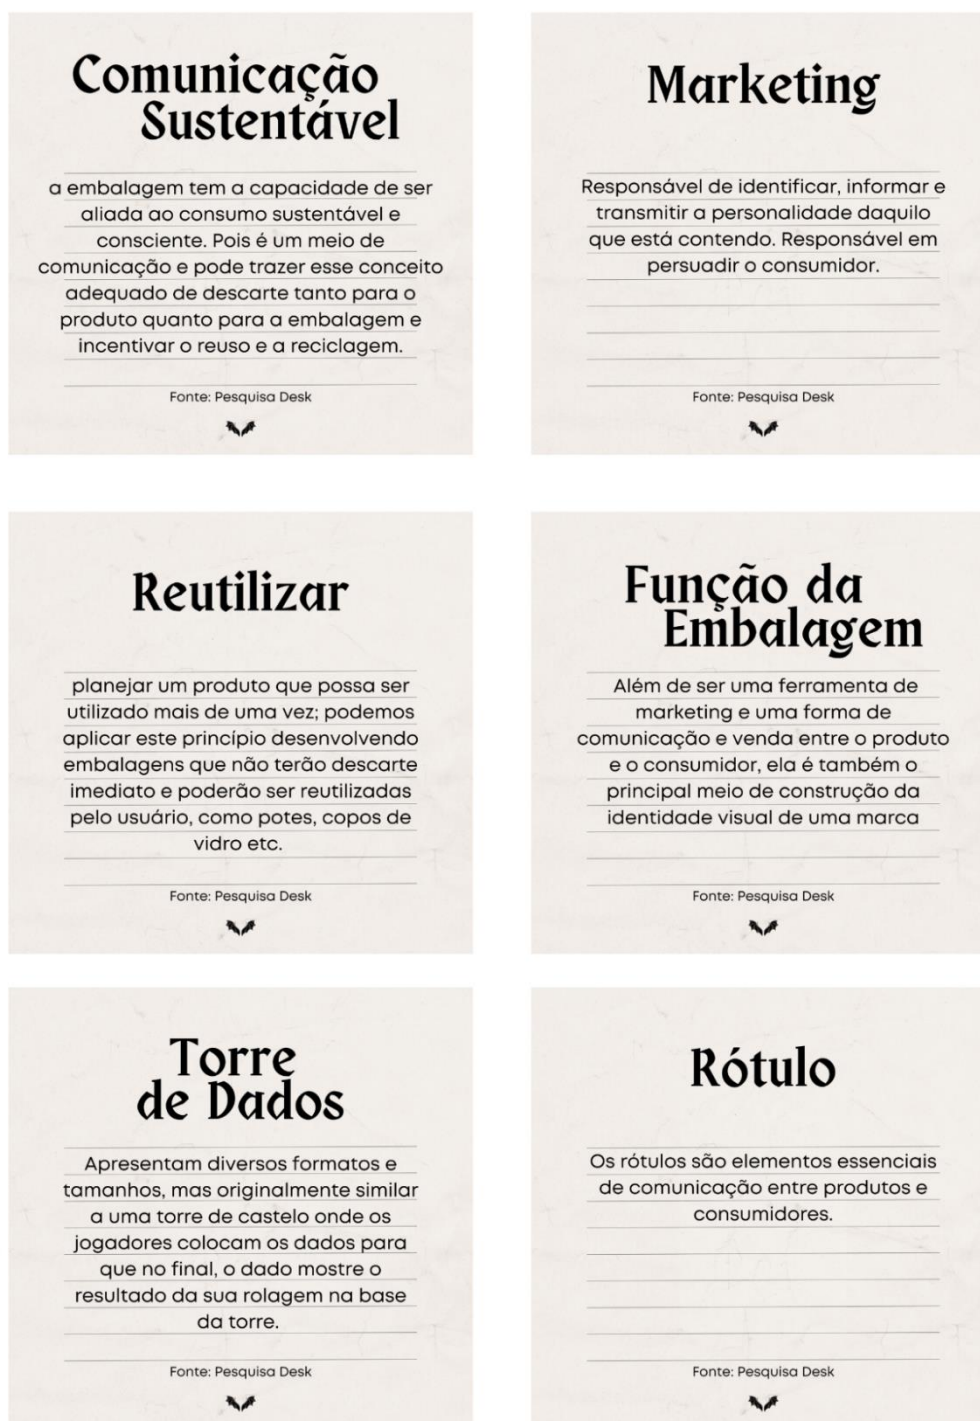 Comunicação
Sustentável
a embalagem tem a capacidade de ser
aliada ao consumo sustentável e
consciente. Pois é um meio de
comunicação e pode trazer esse conceito
adequado de descarte tanto para o
produto quanto para a embalagem e
incentivar o reuso e a reciclagem.
Fonte: Pesquisa Desk
Marketing
Responsável de identificar, informar e
transmitir a personalidade daquilo
que está contendo. Responsável em
persuadir o consumidor.
Fonte: Pesquisa Desk
Reutilizar
planejar um produto que possa ser
utilizado mais de uma vez; podemos
aplicar este princípio desenvolvendo
embalagens que não terão descarte
imediato e poderão ser reutilizadas
pelo usuário, como potes, copos de
vidro etc.
Fonte: Pesquisa Desk
Função da
Embalagem
Além de ser uma ferramenta de
marketing e uma forma de
comunicação e venda entre o produto
e o consumidor, ela é também o
principal meio de construção da
identidade visual de uma marca
Fonte: Pesquisa Desk
Torre
de Dados
Apresentam diversos formatos e
tamanhos, mas originalmente similar
a uma torre de castelo onde os
jogadores colocam os dados para
que no final, o dado mostre o
resultado da sua rolagem na base
da torre.
Fonte: Pesquisa Desk
Rótulo
Os rótulos são elementos essenciais
de comunicação entre produtos e
consumidores.
Fonte: Pesquisa Desk